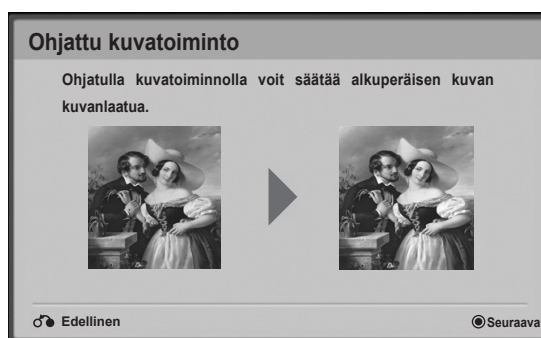 Ohjattu kuvatoiminto
Ohjatulla kuvatoiminnolla voit säätää alkuperäisen kuvan
kuvanlaatua.
Edellinen
Seuraava